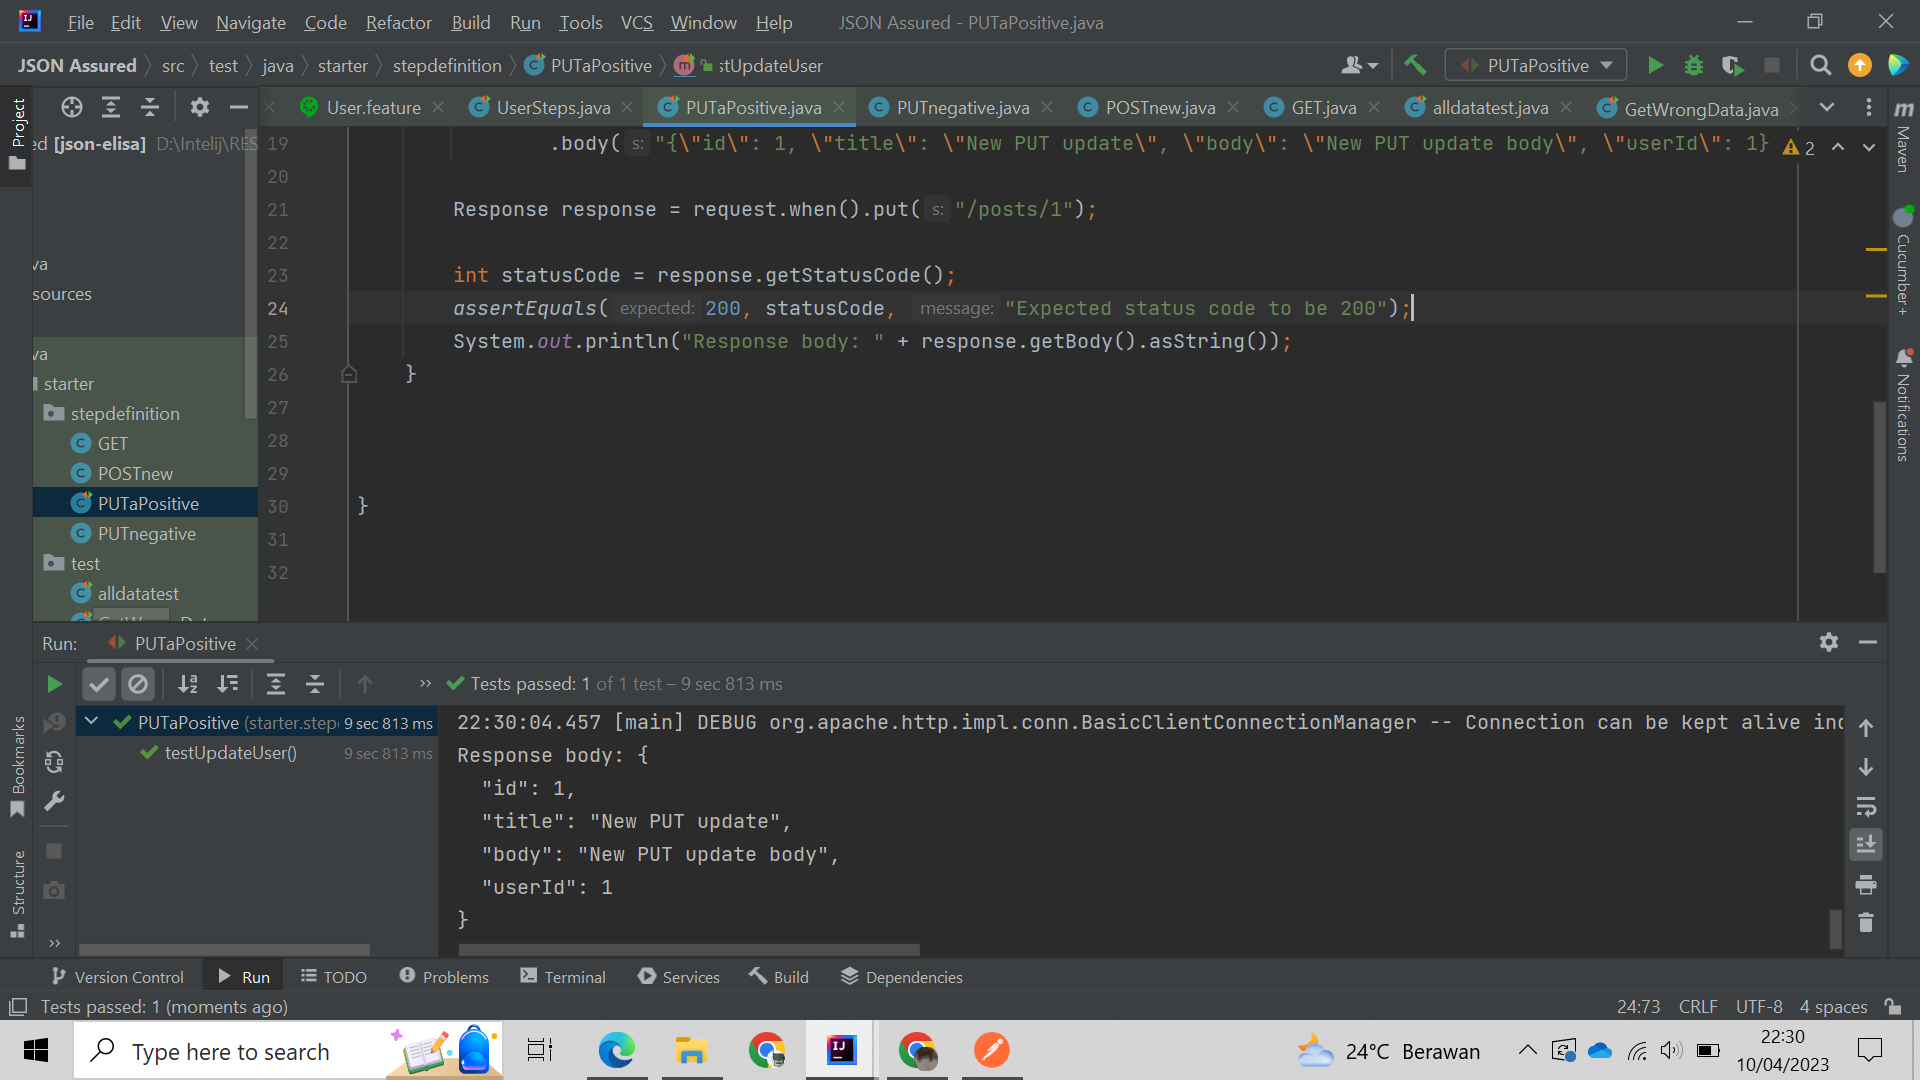 File Edit View Navigate Code Refactor Build Run Tools VCS Window Help JSON Assured - PUTaPositive.java
JSON Assured src test java starter stepdefinition PUTaPositive stUpdateUser PUTaPositive
User.feature UserSteps.java PUTaPositive.java PUTnegative.java POSTnew.java GET.java alldatatest.java GetWrongData.java
Project
ed [json-elisa] D:\Intelij\RES
va
sources
va
starter
stepdefinition
GET
POSTnew
PUTaPositive
PUTnegative
test
alldatatest
19 .body( s: "{\"id\": 1, \"title\": \"New PUT update\", \"body\": \"New PUT update body\", \"userId\": 1} 2
20
21 Response response = request.when().put( s: "/posts/1");
22
23 int statusCode = response.getStatusCode();
24 assertEquals( expected: 200, statusCode, message: "Expected status code to be 200");
25 System.out.println("Response body: " + response.getBody().asString());
26 }
27
28
29
30 }
31
32
Maven
Cucumber +
Notifications
Run: PUTaPositive
Tests passed: 1 of 1 test – 9 sec 813 ms
PUTaPositive (starter.step 9 sec 813 ms
testUpdateUser() 9 sec 813 ms
22:30:04.457 [main] DEBUG org.apache.http.impl.conn.BasicClientConnectionManager -- Connection can be kept alive ind
Response body: {
"id": 1,
"title": "New PUT update",
"body": "New PUT update body",
"userId": 1
}
Bookmarks
Structure
Version Control Run TODO Problems Terminal Services Build Dependencies
Tests passed: 1 (moments ago) 24:73 CRLF UTF-8 4 spaces
Type here to search 24°C Berawan 22:30
10/04/2023